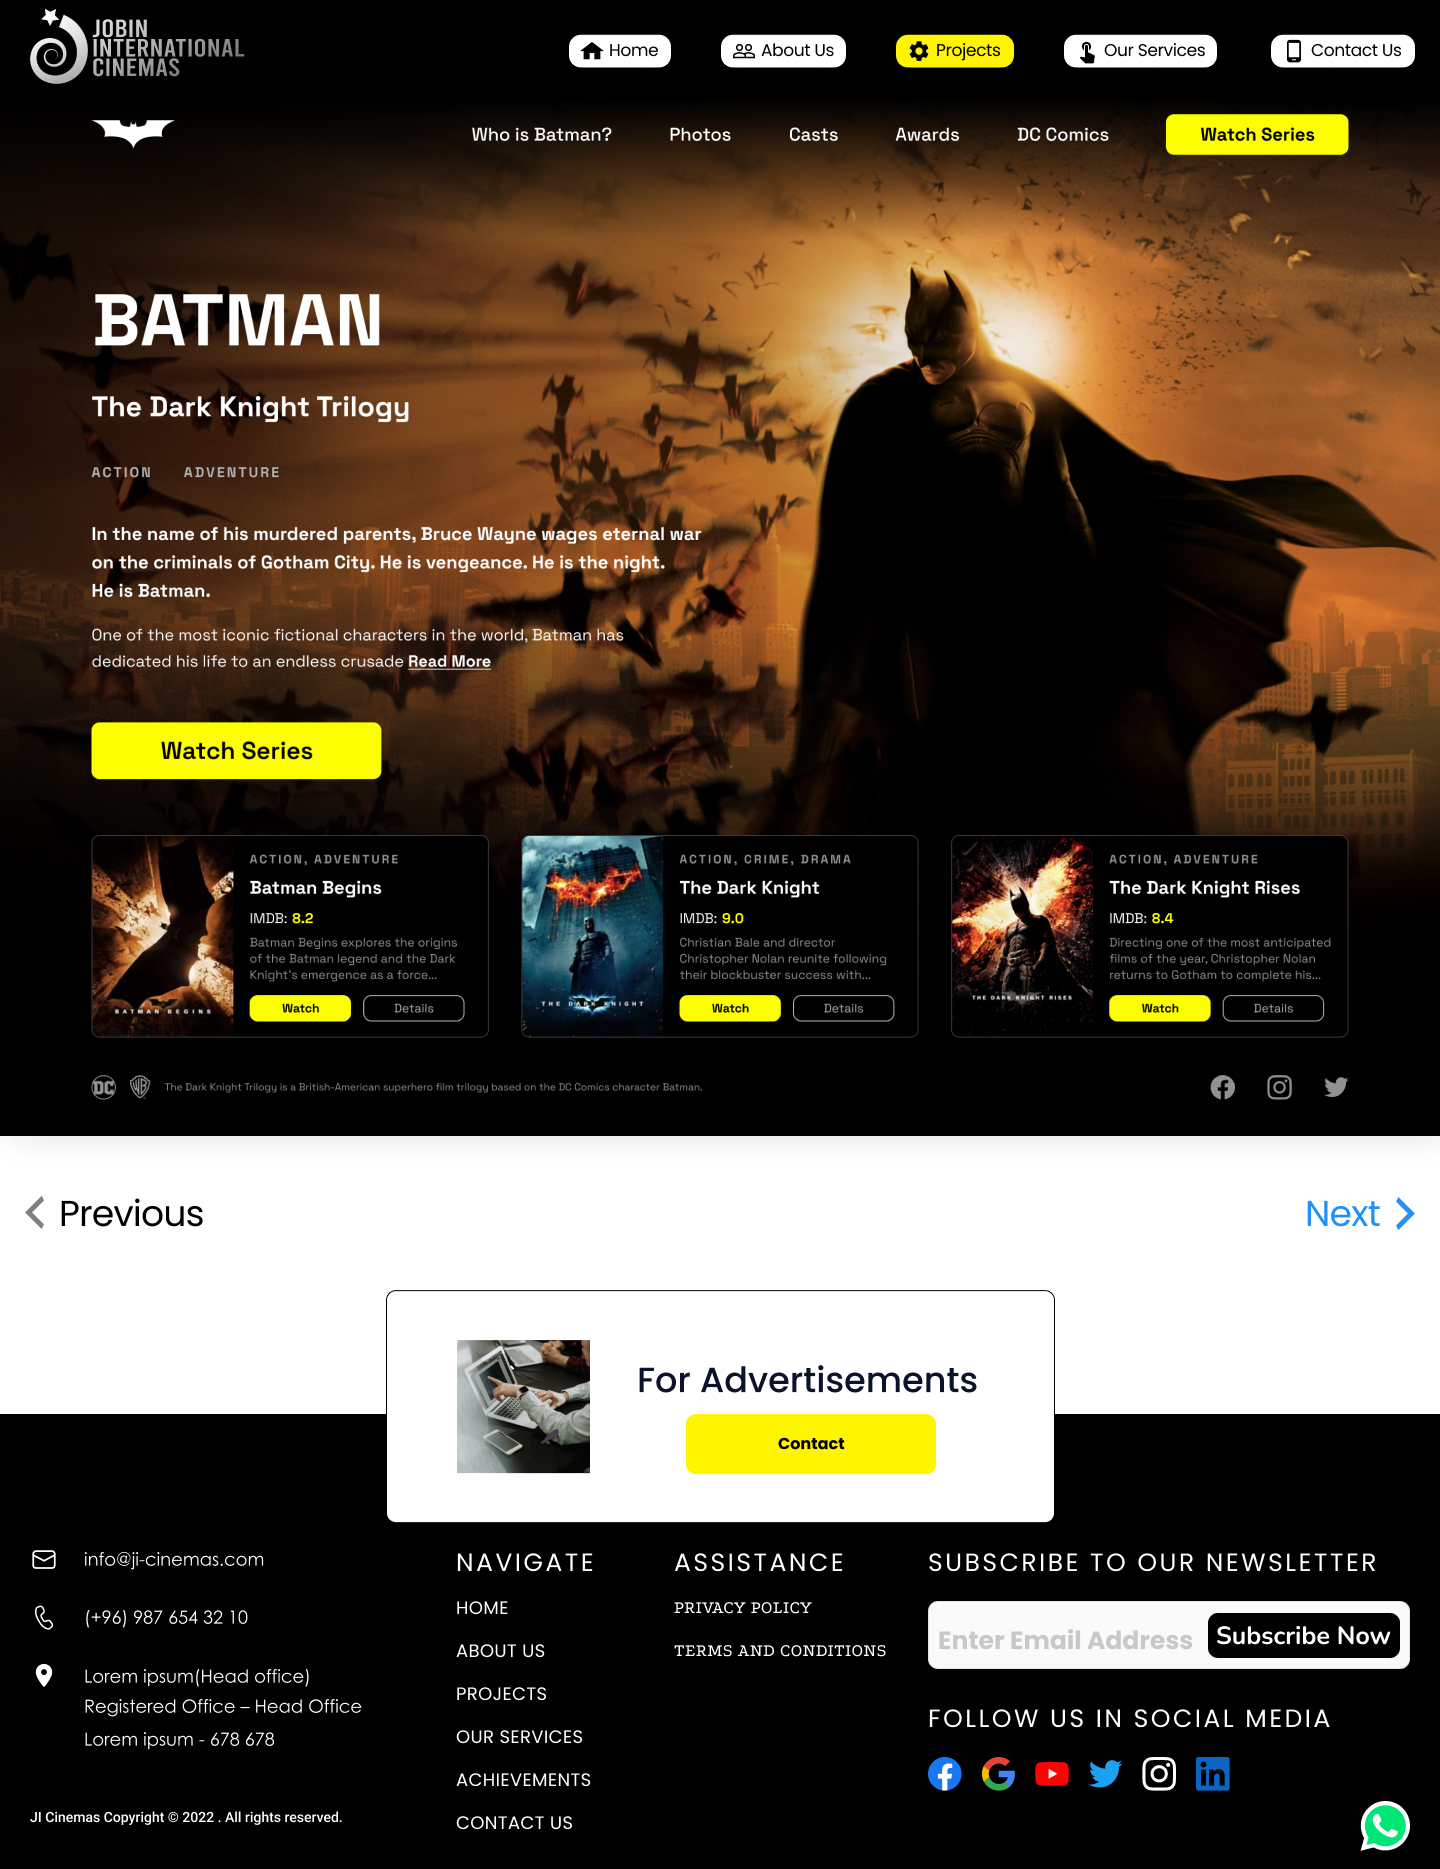 JOBIN
INTERNATIONAL
CINEMAS
Home
About Us
Projects
Our Services
Contact Us
Who is Batman?
Photos
Casts
Awards
DC Comics
Watch Series
BATMAN
The Dark Knight Trilogy
ACTION
ADVENTURE
In the name of his murdered parents, Bruce Wayne wages eternal war
on the criminals of Gotham City. He is vengeance. He is the night.
He is Batman.
One of the most iconic fictional characters in the world, Batman has
dedicated his life to an endless crusade Read More
Watch Series
BATMAN BEGINS
ACTION, ADVENTURE
Batman Begins
IMDB: 8.2
Batman Begins explores the origins
of the Batman legend and the Dark
Knight's emergence as a force...
Watch
Details
THE DARK KNIGHT
ACTION, CRIME, DRAMA
The Dark Knight
IMDB: 9.0
Christian Bale and director
Christopher Nolan reunite following
their blockbuster success with...
Watch
Details
THE DARK KNIGHT RISES
ACTION, ADVENTURE
The Dark Knight Rises
IMDB: 8.4
Directing one of the most anticipated
films of the year, Christopher Nolan
returns to Gotham to complete his...
Watch
Details
DC
WB
The Dark Knight Trilogy is a British-American superhero film trilogy based on the DC Comics character Batman.
Previous
Next
For Advertisements
Contact
info@ji-cinemas.com
(+96) 987 654 32 10
Lorem ipsum(Head office)
Registered Office – Head Office
Lorem ipsum - 678 678
JI Cinemas Copyright © 2022 . All rights reserved.
NAVIGATE
HOME
ABOUT US
PROJECTS
OUR SERVICES
ACHIEVEMENTS
CONTACT US
ASSISTANCE
PRIVACY POLICY
TERMS AND CONDITIONS
SUBSCRIBE TO OUR NEWSLETTER
Enter Email Address
Subscribe Now
FOLLOW US IN SOCIAL MEDIA